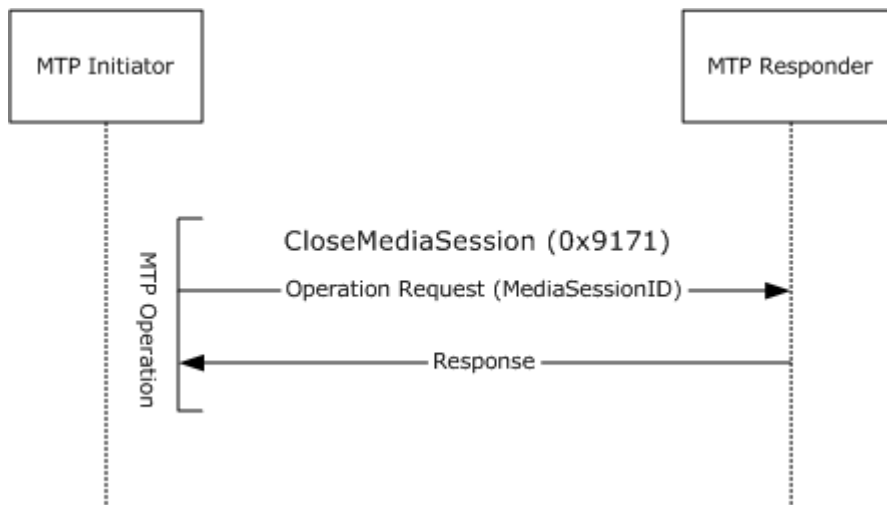 MTP Initiator
MTP Responder
CloseMediaSession (0x9171)
MTP Operation
Operation Request (MediaSessionID)
Response